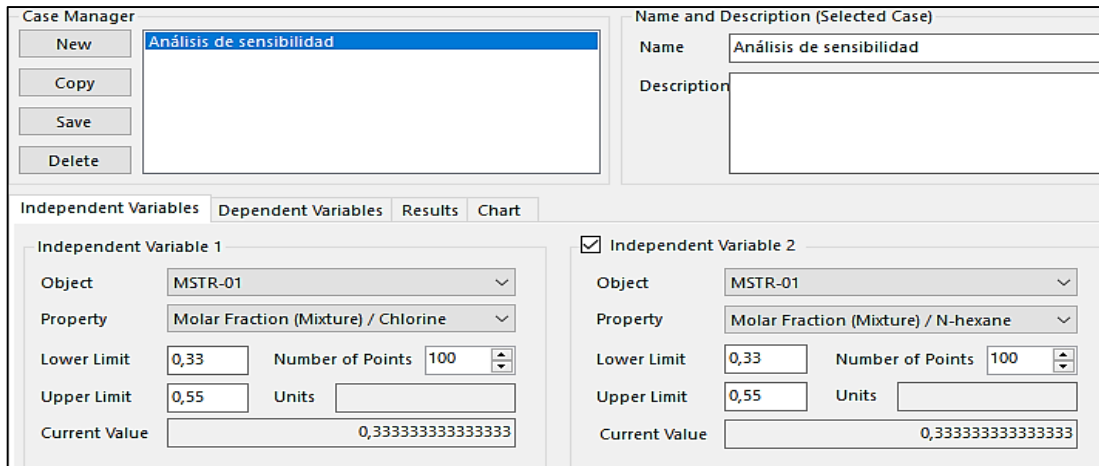 Case Manager
New
Copy
Save
Delete
Análisis de sensibilidad
Name and Description (Selected Case)
Name Análisis de sensibilidad
Description
Independent Variables Dependent Variables Results Chart
Independent Variable 1
Object MSTR-01
Property Molar Fraction (Mixture) / Chlorine
Lower Limit 0,33 Number of Points 100
Upper Limit 0,55 Units
Current Value 0,333333333333333
Independent Variable 2
Object MSTR-01
Property Molar Fraction (Mixture) / N-hexane
Lower Limit 0,33 Number of Points 100
Upper Limit 0,55 Units
Current Value 0,333333333333333